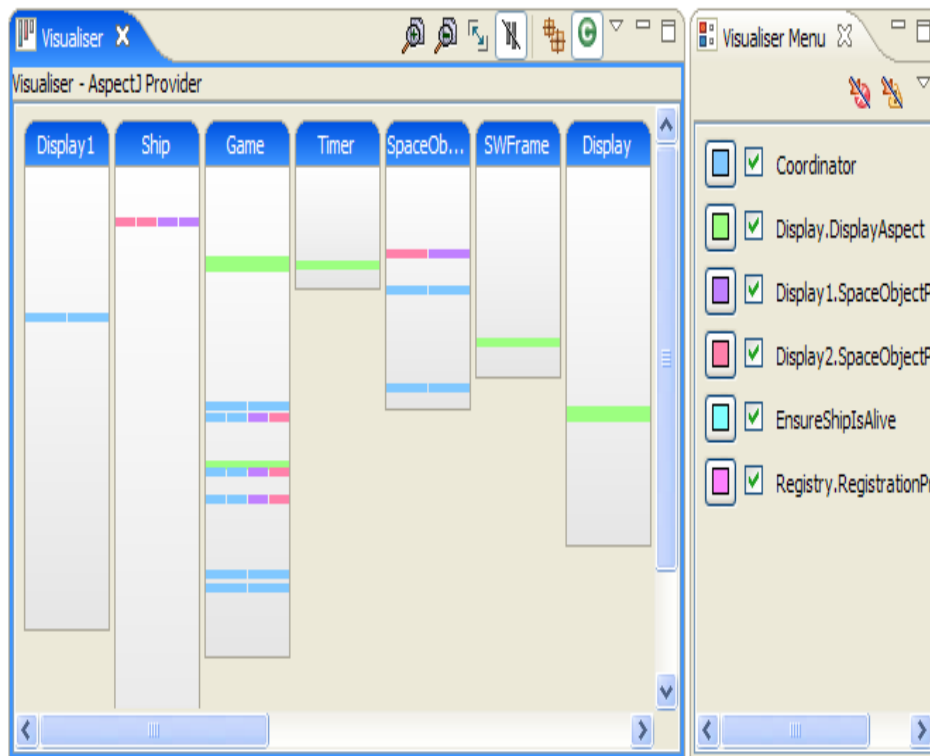 Visualiser
Visualiser Menu
Visualiser - AspectJ Provider
Display1 Ship Game Timer SpaceOb... SWFrame Display
Coordinator
Display.DisplayAspect
Display1.SpaceObjectP
Display2.SpaceObjectP
EnsureShipIsAlive
Registry.RegistrationPr